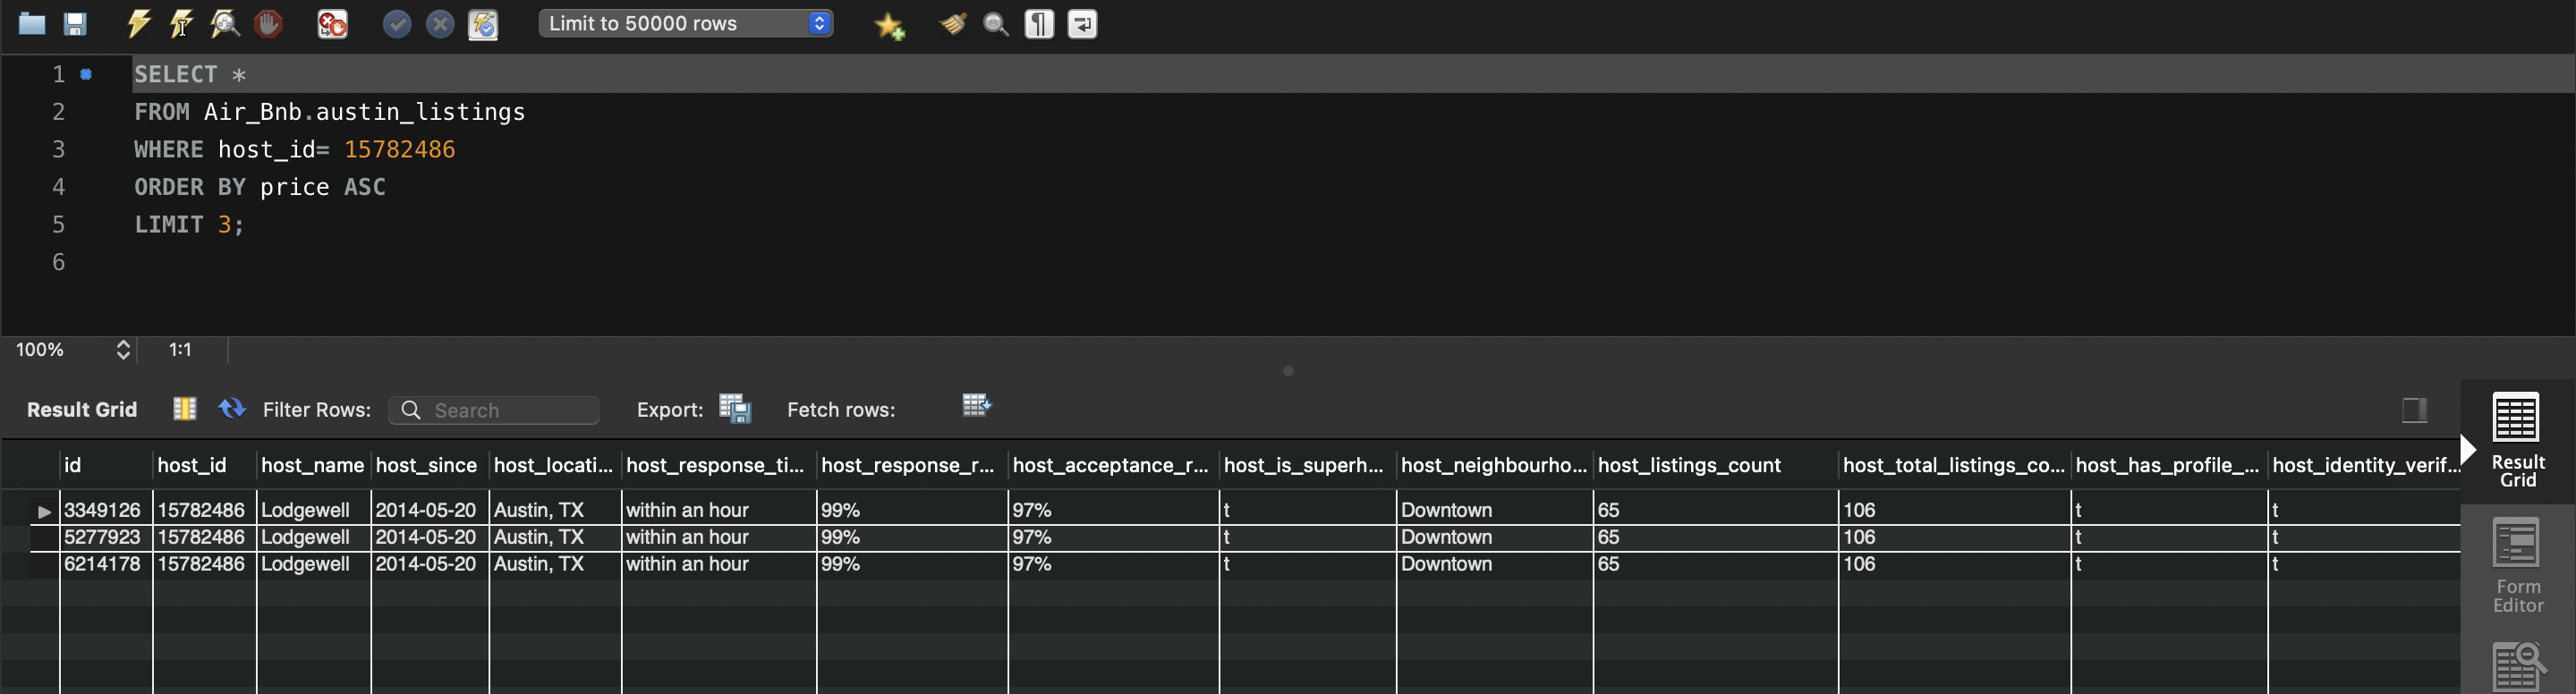 Limit to 50000 rows
1 SELECT *
2 FROM Air_Bnb.austin_listings
3 WHERE host_id= 15782486
4 ORDER BY price ASC
5 LIMIT 3;
6
100% 1:1
Result Grid Filter Rows: Search Export: Fetch rows:
id host_id host_name host_since host_locati... host_response_ti... host_response_r... host_acceptance_r... host_is_superh... host_neighbourho... host_listings_count host_total_listings_co... host_has_profile_... host_identity_verif...
3349126 15782486 Lodgewell 2014-05-20 Austin, TX within an hour 99% 97% t Downtown 65 106 t t
5277923 15782486 Lodgewell 2014-05-20 Austin, TX within an hour 99% 97% t Downtown 65 106 t t
6214178 15782486 Lodgewell 2014-05-20 Austin, TX within an hour 99% 97% t Downtown 65 106 t t
Result
Grid
Form
Editor